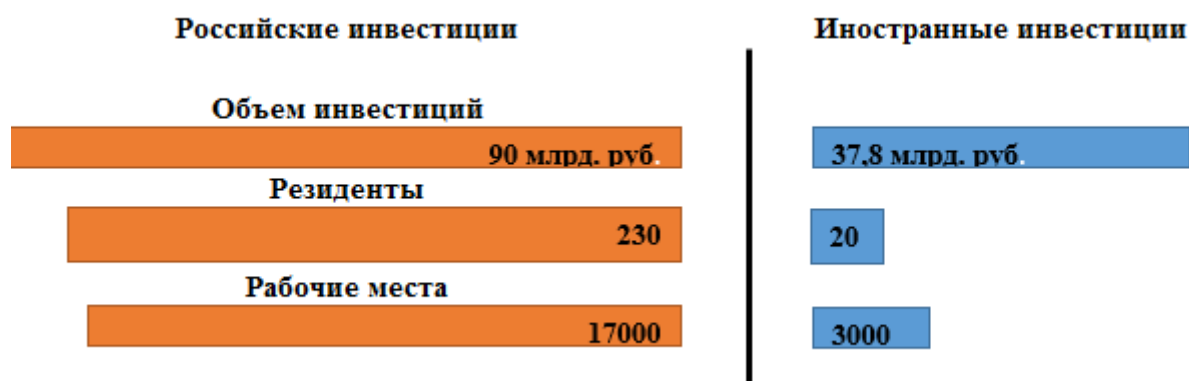 Российские инвестиции
Иностранные инвестиции
Объем инвестиций
90 млрд. руб.
37,8 млрд. руб.
Резиденты
230
20
Рабочие места
17000
3000